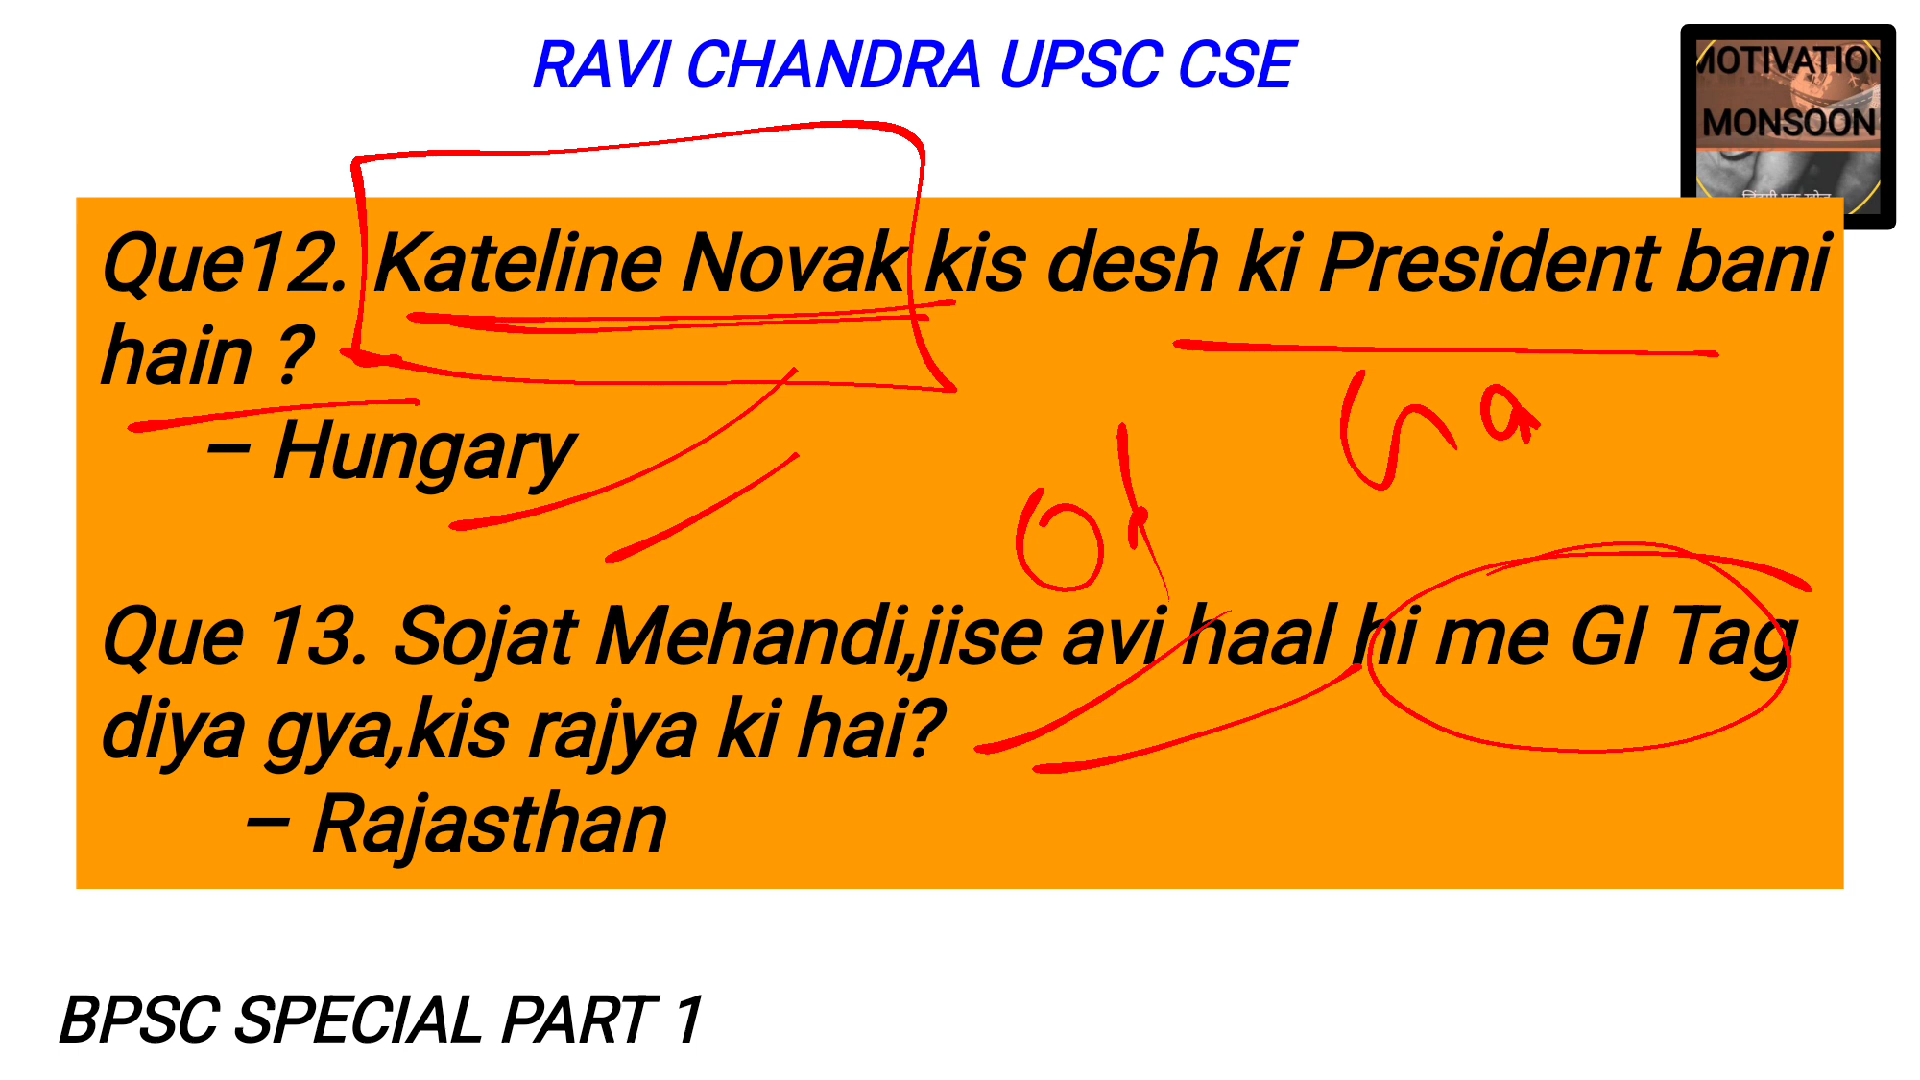 RAVI CHANDRA UPSC CSE
MOTIVATION
MONSOON
Que12. Kateline Novak kis desh ki President bani
hain ?
– Hungary
Que 13. Sojat Mehandi,jise avi haal hi me GI Tag
diya gya,kis rajya ki hai?
– Rajasthan
BPSC SPECIAL PART 1